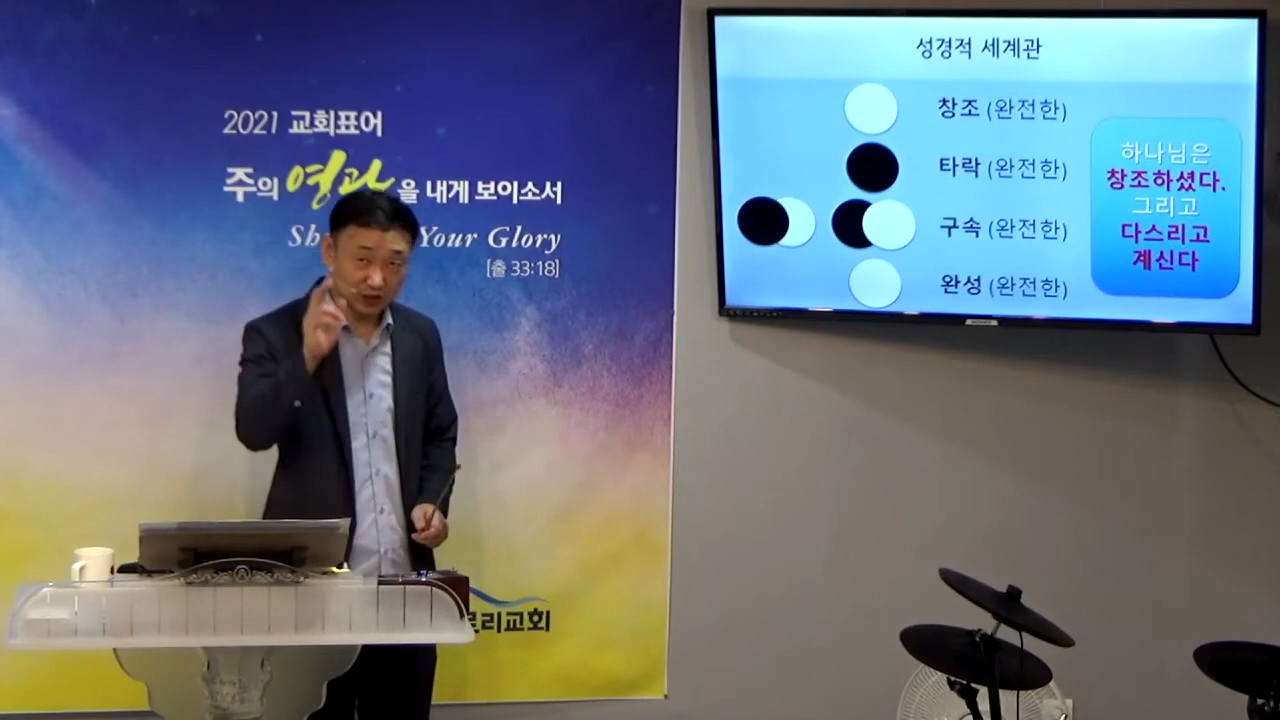 2021 교회표어
주의 영광을 내게 보이소서
Your Glory
[출 33:18]
리교회
성경적 세계관
창조 (완전한)
타락 (완전한)
구속 (완전한)
완성 (완전한)
하나님은
창조하셨다.
그리고
다스리고
계신다